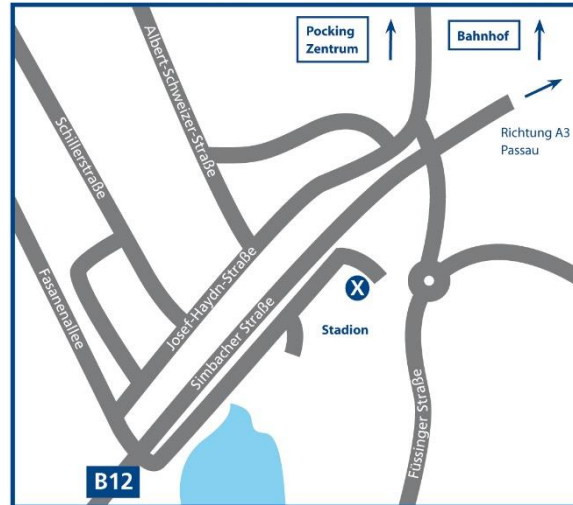 Pocking
Zentrum
Bahnhof
Albert-Schweizer-Straße
Schillerstraße
Richtung A3
Passau
Fasanenallee
Josef-Haydn-Straße
Simbacher Straße
X
Stadion
Füssinger Straße
B12